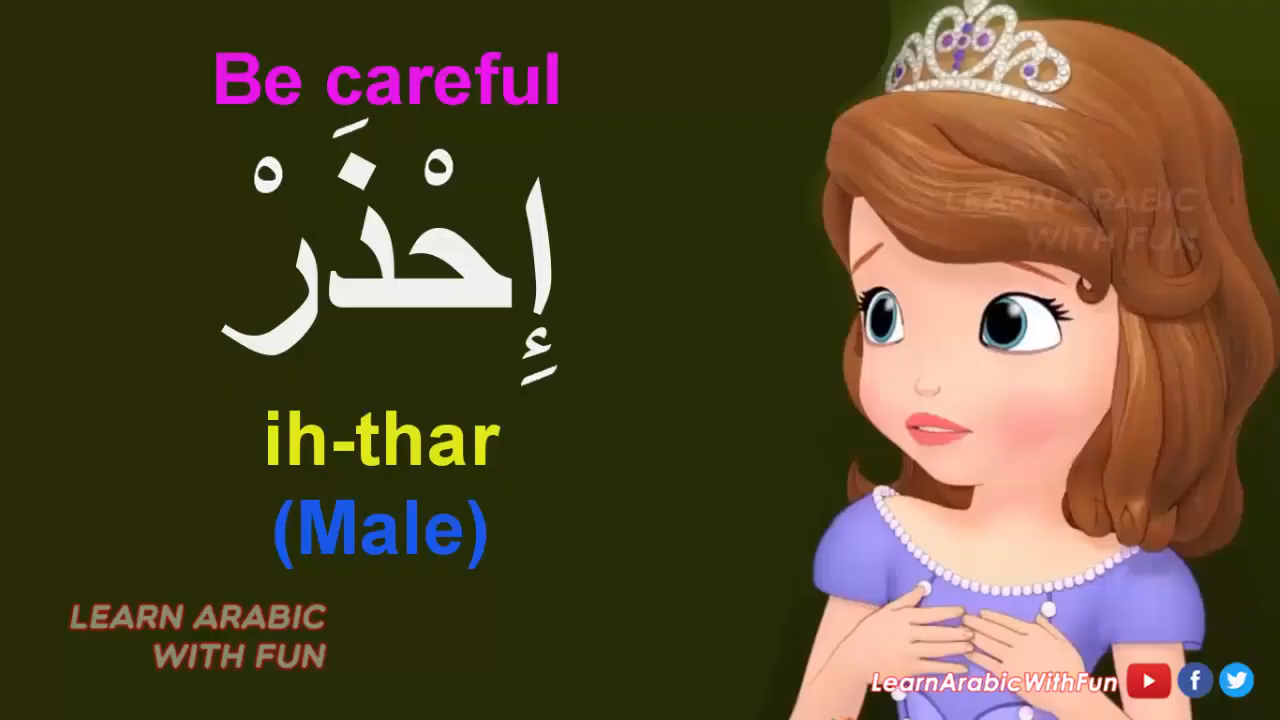 Be careful
إِحْذَرْ
ih-thar
(Male)
LEARN ARABIC
WITH FUN
LEARN ARABIC
WITH FUN
LearnArabicWithFun